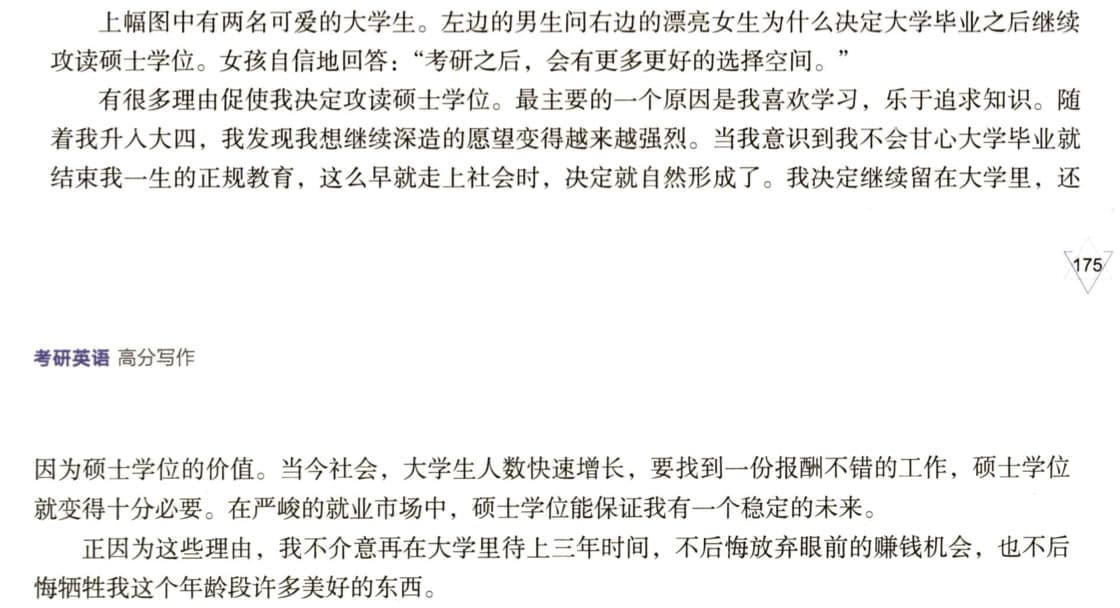 上幅图中有两名可爱的大学生。左边的男生问右边的漂亮女生为什么决定大学毕业之后继续
攻读硕士学位。女孩自信地回答：“考研之后，会有更多更好的选择空间。”
有很多理由促使我决定攻读硕士学位。最主要的一个原因是我喜欢学习，乐于追求知识。随
着我升入大四，我发现我想继续深造的愿望变得越来越强烈。当我意识到我不会甘心大学毕业就
结束我一生的正规教育，这么早就走上社会时，决定就自然形成了。我决定继续留在大学里，还
175
考研英语 高分写作
因为硕士学位的价值。当今社会，大学生人数快速增长，要找到一份报酬不错的工作，硕士学位
就变得十分必要。在严峻的就业市场中，硕士学位能保证我有一个稳定的未来。
正因为这些理由，我不介意再在大学里待上三年时间，不后悔放弃眼前的赚钱机会，也不后
悔牺牲我这个年龄段许多美好的东西。